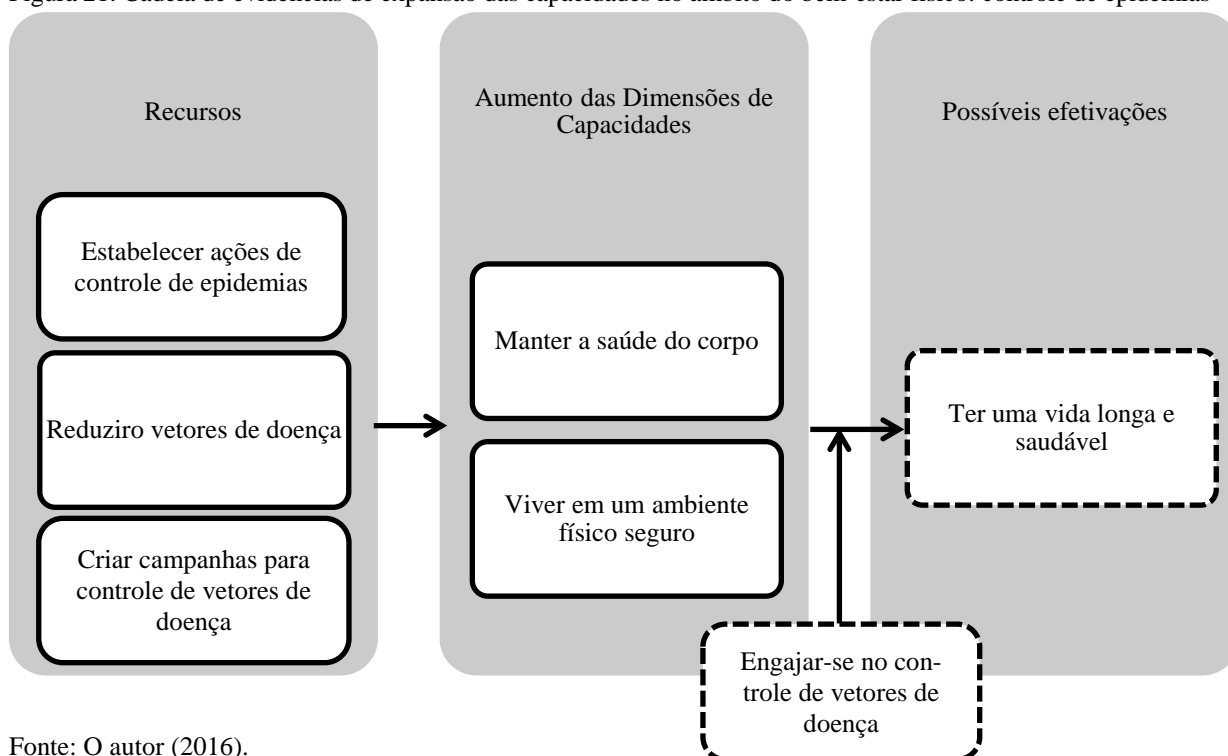 Figura 21: Cadeia de evidências de expansão das capacidades no âmbito do bem-estar físico: controle de epidemias
Recursos
Estabelecer ações de
controle de epidemias
Reduziro vetores de doença
Criar campanhas para
controle de vetores de
doença
Aumento das Dimensões de
Capacidades
Manter a saúde do corpo
Viver em um ambiente
físico seguro
Possíveis efetivações
Ter uma vida longa e
saudável
Engajar-se no con-
trole de vetores de
doença
Fonte: O autor (2016).